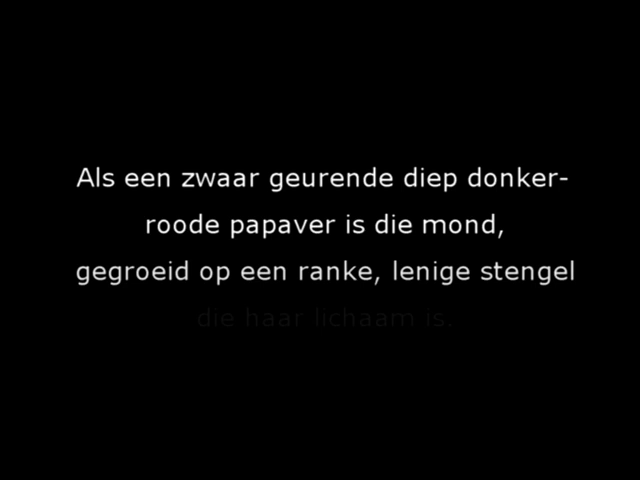 Als een zwaar geurende diep donker-
roode papaver is die mond,
gegroeid op een ranke, lenige stengel
die haar lichaam is.